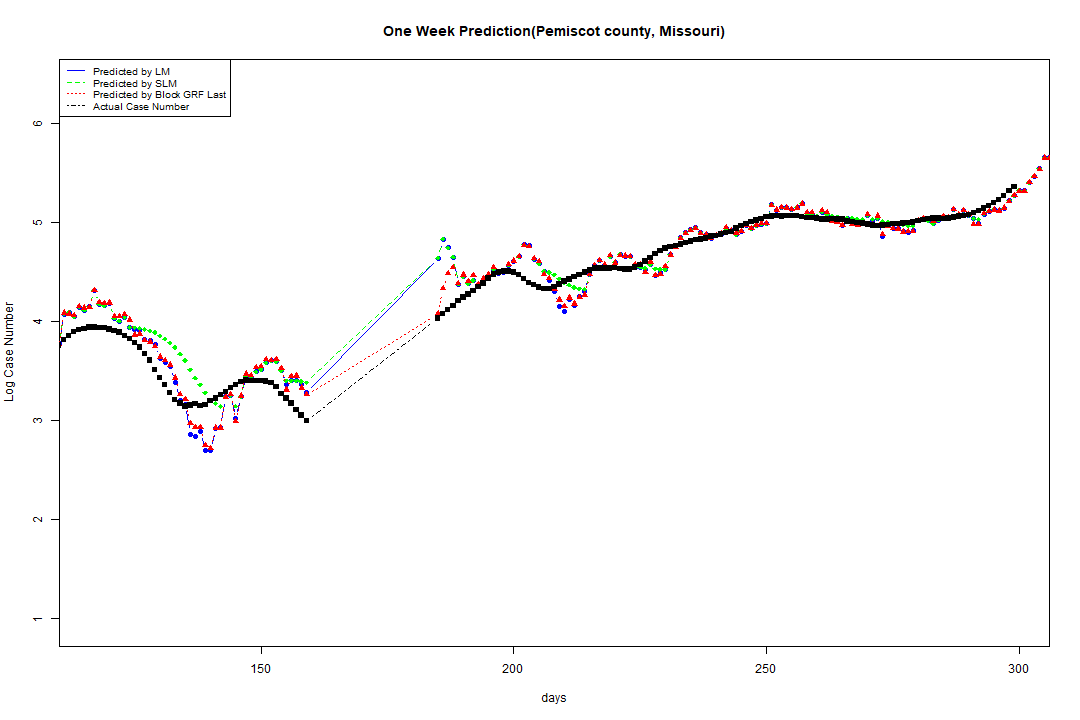 One Week Prediction(Pemiscot county, Missouri)
Predicted by LM
Predicted by SLM
Predicted by Block GRF Last
Actual Case Number
6
5
4
3
2
1
Log Case Number
150 200 250 300
days